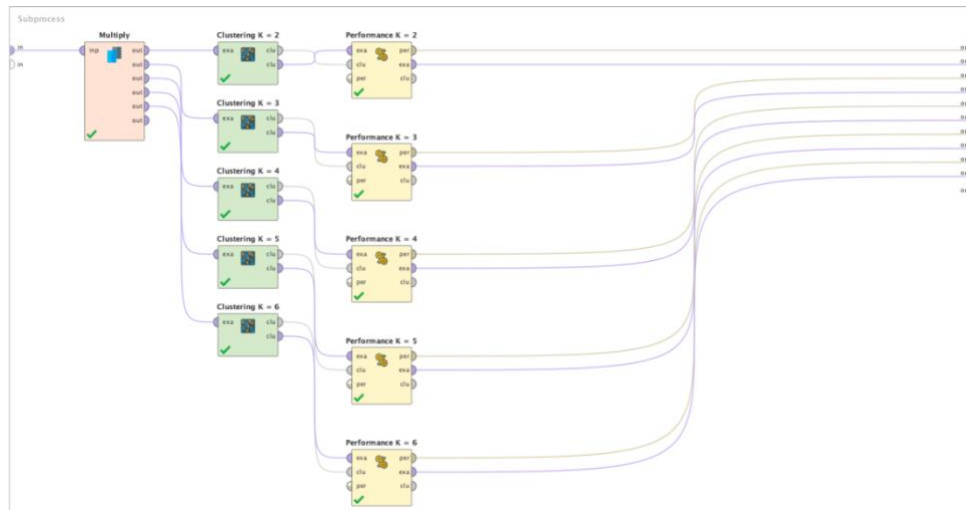 Subprocess
Multiply
inp
out
out
out
out
out
out
in
in
Clustering K = 2
exa
clu
clu
Performance K = 2
exa
clu
per
per
exa
clu
Clustering K = 3
exa
clu
clu
Performance K = 3
exa
clu
per
per
exa
clu
Clustering K = 4
exa
clu
clu
Performance K = 4
exa
clu
per
per
exa
clu
Clustering K = 5
exa
clu
clu
Performance K = 5
exa
clu
per
per
exa
clu
Clustering K = 6
exa
clu
clu
Performance K = 6
exa
clu
per
per
exa
clu